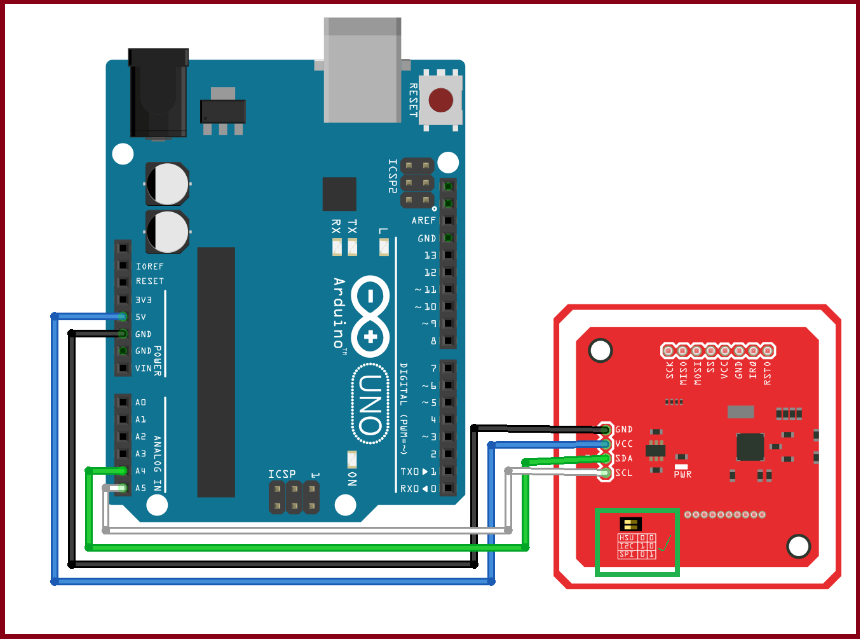 RESET
ICSP2
AREF
GND
13
12
~ 11
~ 10
~ 9
8
7
~ 6
~ 5
4
~ 3
2
TX0 ▶ 1
RX0 ◀ 0
RX
TX
L
Arduino™
UNO
DIGITAL (PWM=~)
ON
ICSP
1
IOREF
RESET
3V3
5V
GND
GND
VIN
POWER
A0
A1
A2
A3
A4
A5
ANALOG IN
SCK
MISO
MOSI
SS
VCC
GND
IRQ
RSTO
GND
VCC
SDA
SCL
PWR
HSU 0 0
I2C 1 0
SPI 0 1